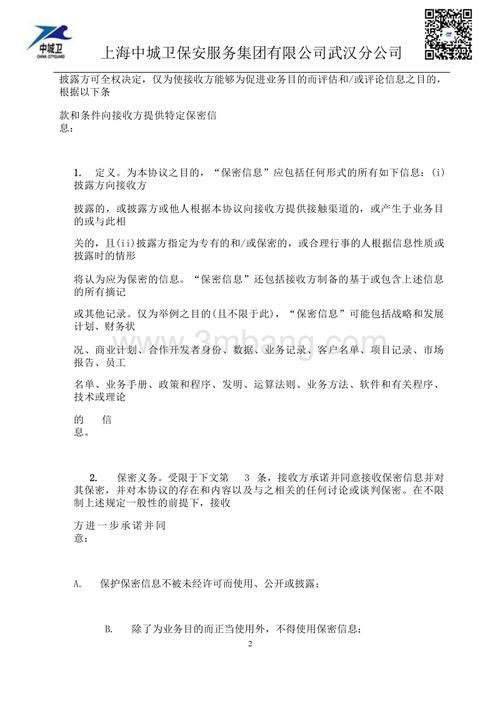 中城卫
CHINA CITYGUARD
上海中城卫保安服务集团有限公司武汉分公司
披露方可全权决定，仅为使接收方能够为促进业务目的而评估和/或评论信息之目的，
根据以下条
款和条件向接收方提供特定保密信
息：
1. 定义。为本协议之目的，“保密信息”应包括任何形式的所有如下信息：(i)
披露方向接收方
披露的，或披露方或他人根据本协议向接收方提供接触渠道的，或产生于业务目
的或与此相
关的，且(ii)披露方指定为专有的和/或保密的，或合理行事的人根据信息性质或
披露时的情形
将认为应为保密的信息。“保密信息”还包括接收方制备的基于或包含上述信息
的所有摘记
或其他记录。仅为举例之目的(且不限于此)，“保密信息”可能包括战略和发展
计划、财务状
www.3mbang.com
况、商业计划、合作开发者身份、数据、业务记录、客户名单、项目记录、市场
报告、员工
名单、业务手册、政策和程序、发明、运算法则、业务方法、软件和有关程序、
技术或理论
的 信
息。
2. 保密义务。受限于下文第 3 条，接收方承诺并同意接收保密信息并对
其保密，并对本协议的存在和内容以及与之相关的任何讨论或谈判保密。在不限
制上述规定一般性的前提下，接收
方进一步承诺并同
意：
A. 保护保密信息不被未经许可而使用、公开或披露；
B. 除了为业务目的而正当使用外，不得使用保密信息；
2